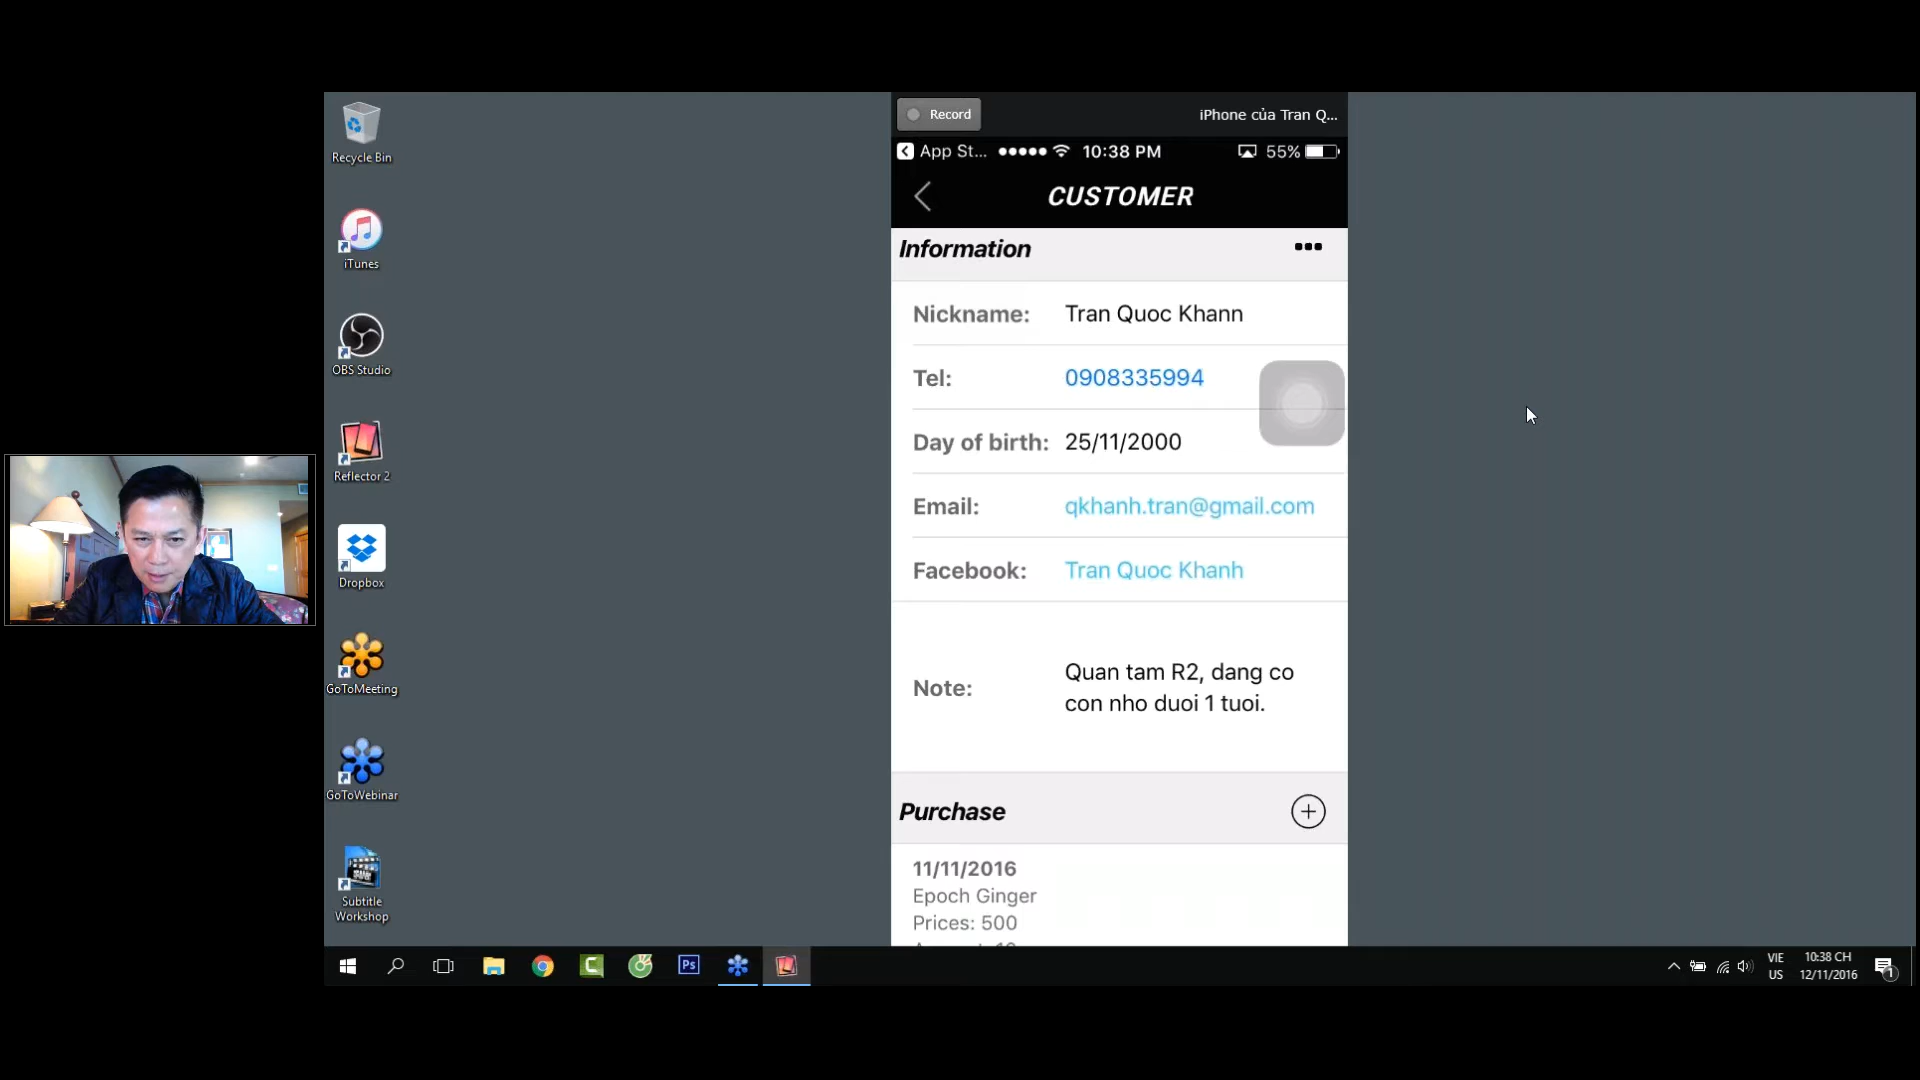 Record
iPhone của Tran Q...
App St...
10:38 PM
55%
CUSTOMER
Information
Nickname: Tran Quoc Khann
Tel: 0908335994
Day of birth: 25/11/2000
Email: qkhanh.tran@gmail.com
Facebook: Tran Quoc Khanh
Note: Quan tam R2, dang co
con nho duoi 1 tuoi.
Purchase
11/11/2016
Epoch Ginger
Prices: 500
Recycle Bin
iTunes
OBS Studio
Reflector 2
Dropbox
GoToMeeting
GoToWebinar
Subtitle
Workshop
Ps
VIE
US
10:38 CH
12/11/2016
1